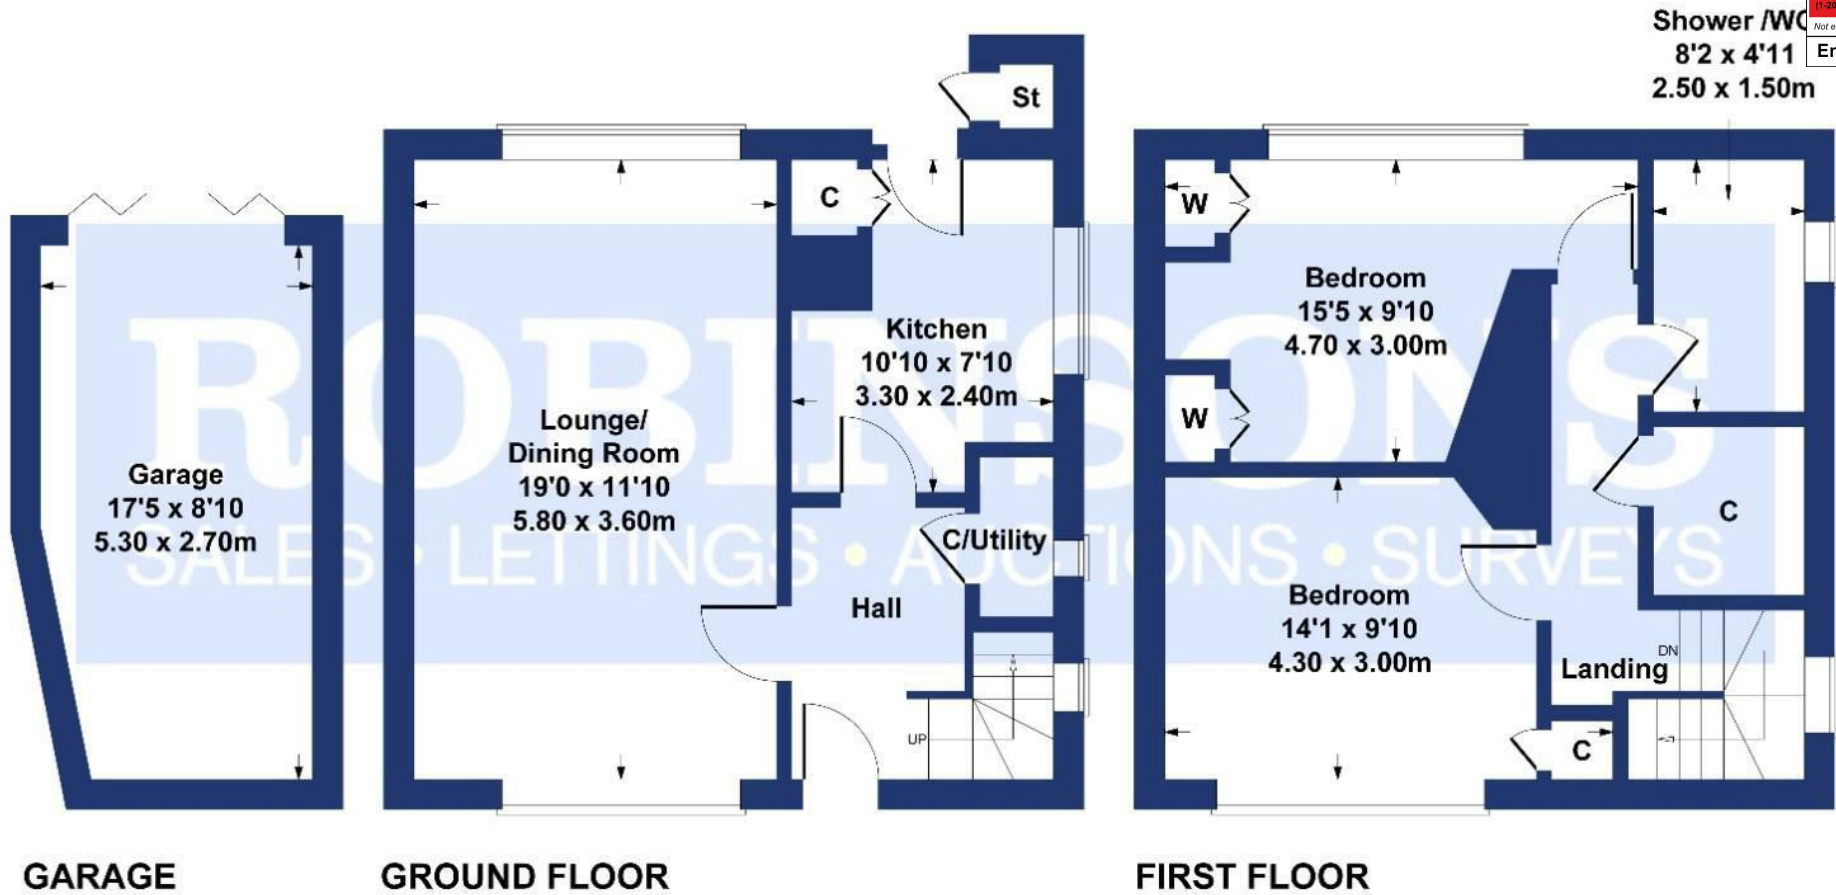 Shower /WC
8'2 x 4'11
2.50 x 1.50m
(1-20
Not e
St
C
W
Bedroom
15'5 x 9'10
4.70 x 3.00m
Kitchen
10'10 x 7'10
3.30 x 2.40m
W
Lounge/
Dining Room
19'0 x 11'10
5.80 x 3.60m
Garage
17'5 x 8'10
5.30 x 2.70m
C
C/Utility
Hall
Bedroom
14'1 x 9'10
4.30 x 3.00m
DN
Landing
UP
C
ROBINSONS
SALES • LETTINGS • AUCTIONS • SURVEYS
GARAGE
GROUND FLOOR
FIRST FLOOR